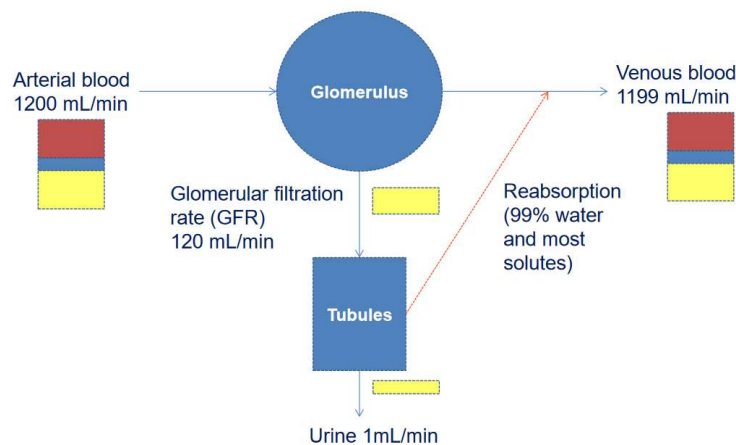 Arterial blood
1200 mL/min
Glomerulus
Venous blood
1199 mL/min
Glomerular filtration
rate (GFR)
120 mL/min
Reabsorption
(99% water
and most
solutes)
Tubules
Urine 1mL/min